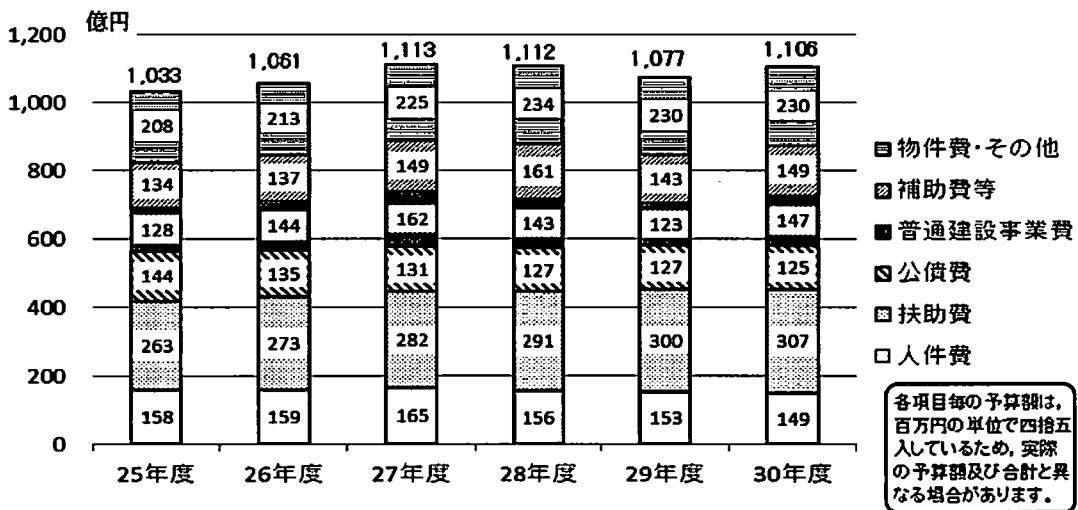 億円
1,200
1,000
800
600
400
200
0
1,033
208
134
128
144
263
158
25年度
1,061
213
137
144
135
273
159
26年度
1,113
225
149
162
131
282
165
27年度
1,112
234
161
143
127
291
156
28年度
1,077
230
143
123
127
300
153
29年度
1,106
230
149
147
125
307
149
30年度
物件費・その他
補助費等
普通建設事業費
公債費
扶助費
人件費
各項目毎の予算額は，
百万円の単位で四捨五
入しているため，実際
の予算額及び合計と異
なる場合があります。